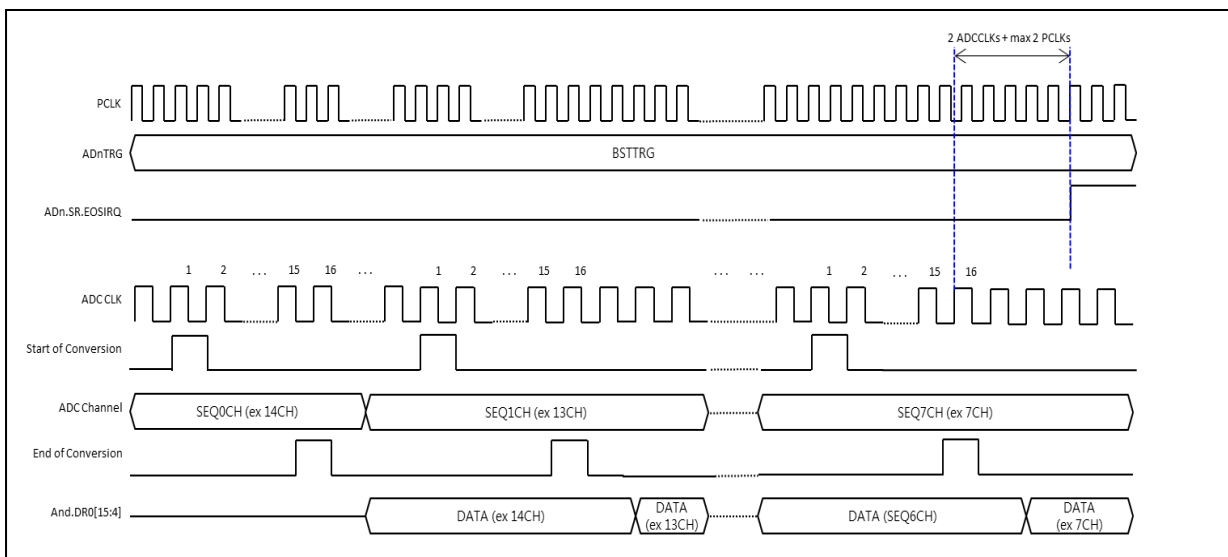 2 ADCCLKs + max 2 PCLKs
PCLK
ADnTRG
BSTTRG
ADn.SR.EOSIRQ
1 2 ... 15 16 ... 1 2 ... 15 16 ... ... 1 2 ... 15 16
ADC CLK
Start of Conversion
ADC Channel
SEQ0CH (ex 14CH)
SEQ1CH (ex 13CH)
SEQ7CH (ex 7CH)
End of Conversion
And.DR0[15:4]
DATA (ex 14CH)
DATA
(ex 13CH)
DATA (SEQ6CH)
DATA
(ex 7CH)